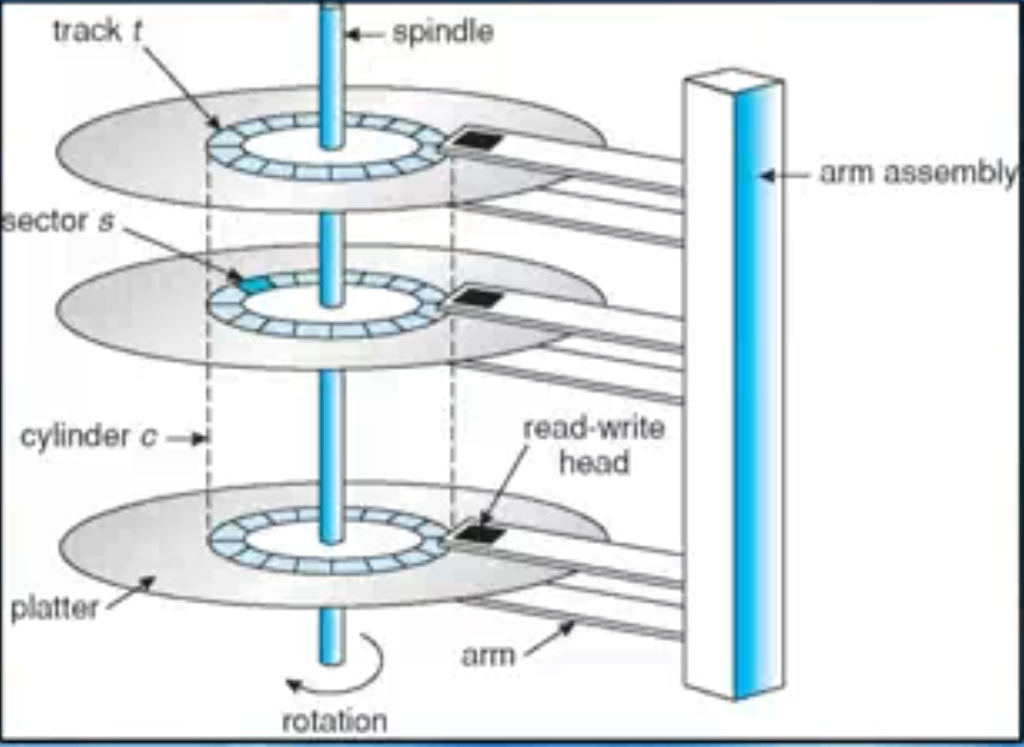 track t
spindle
arm assembly
sector s
cylinder c
read-write
head
platter
arm
rotation